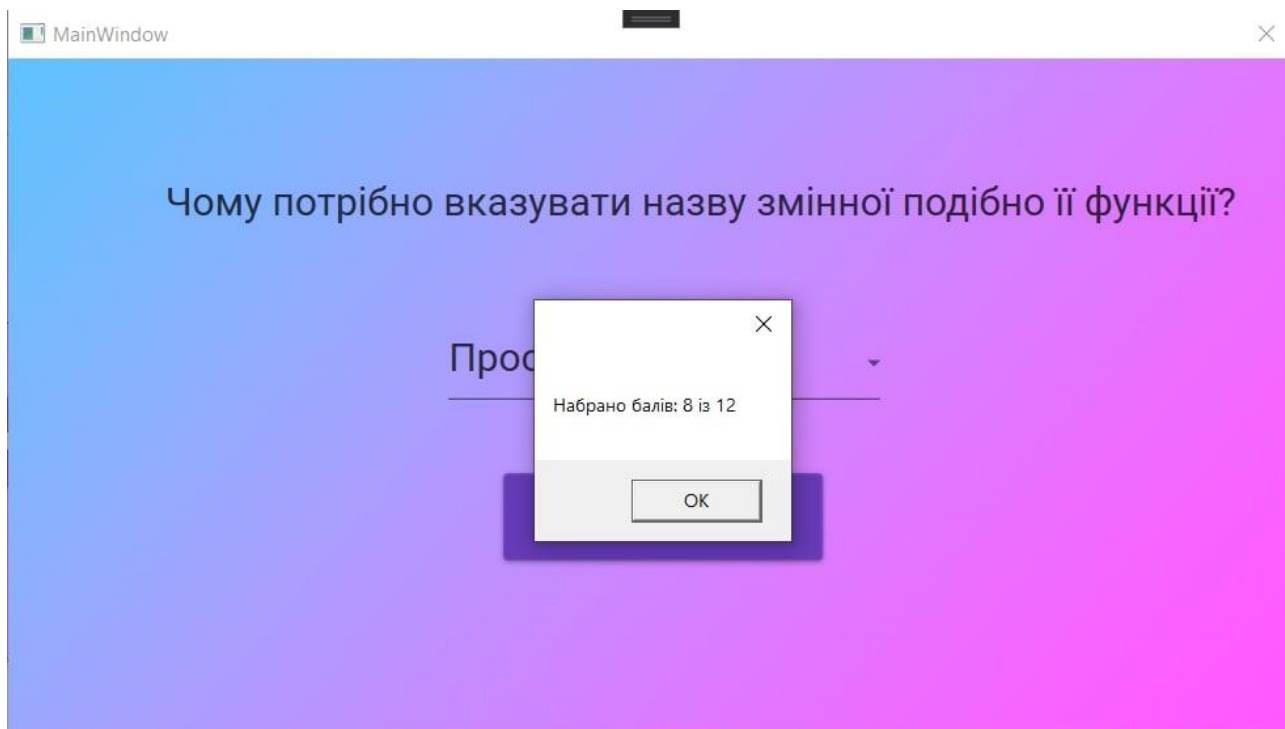 MainWindow
Чому потрібно вказувати назву змінної подібно її функції?
Набрано балів: 8 із 12
OK